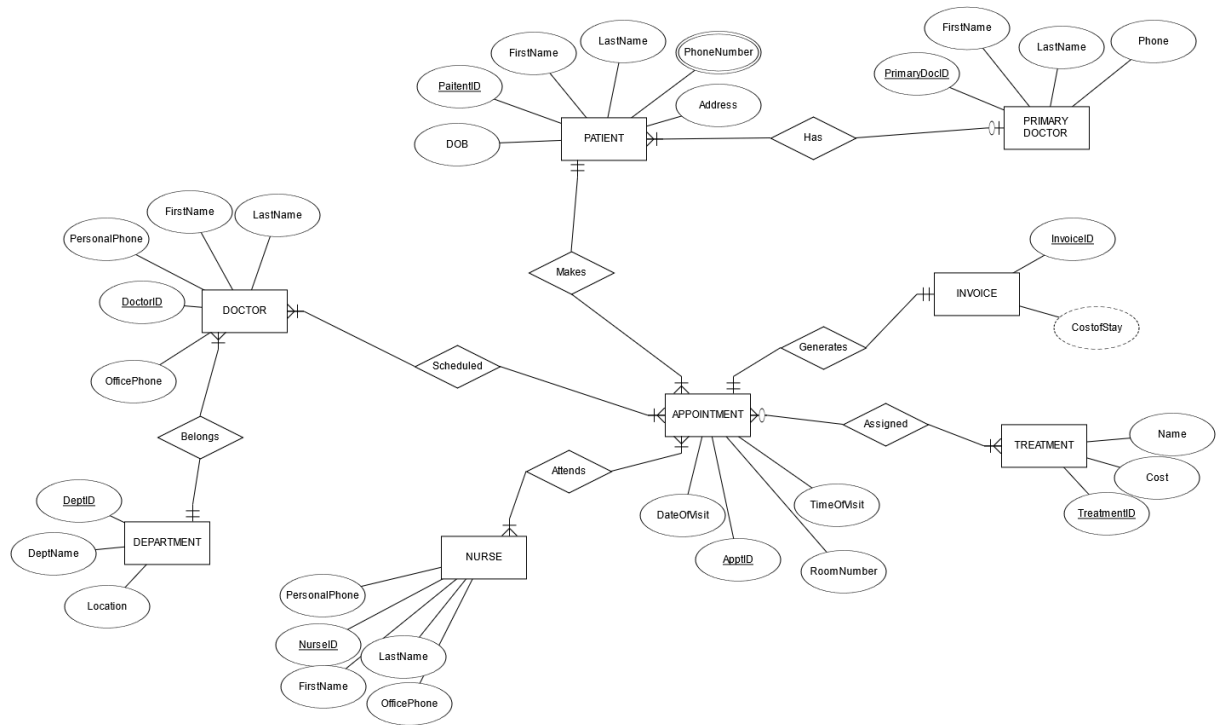 FirstName
LastName
PhoneNumber
PaitentID
Address
DOB
PATIENT
Has
FirstName
LastName
Phone
PrimaryDocID
PRIMARY
DOCTOR
FirstName
LastName
PersonalPhone
DoctorID
DOCTOR
OfficePhone
Makes
InvoiceID
INVOICE
CostofStay
Generates
Scheduled
APPOINTMENT
Assigned
TREATMENT
Name
Cost
TreatmentID
Belongs
Attends
DateOfVisit
TimeOfVisit
ApptID
RoomNumber
DeptID
DEPARTMENT
DeptName
Location
NURSE
PersonalPhone
NurseID
LastName
FirstName
OfficePhone